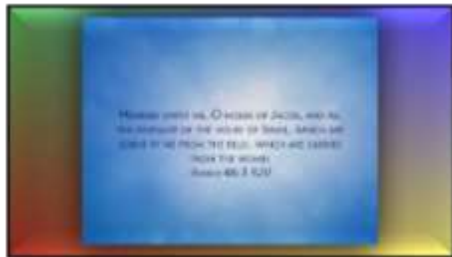 Hearken unto me, O house of Jacob, and all
the remnant of the house of Israel, which are
borne by me from the belly, which are carried
from the womb:
Isaiah 46:3 KJV